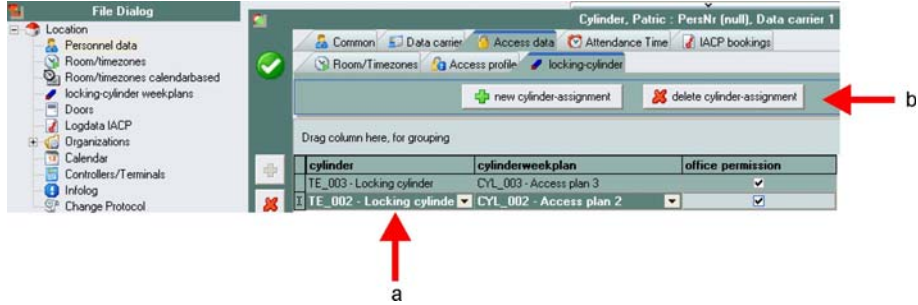 File Dialog
Location
Personnel data
Room/timezones
Room/timezones calendarbased
locking-cylinder weekplans
Doors
Logdata IACP
Organizations
Calendar
Controllers/Terminals
Infolog
Change Protocol
Cylinder, Patric : PersNr (null), Data carrier 1
Common Data carrier Access data Attendance Time IACP bookings
Room/Timezones Access profile locking-cylinder
new cylinder-assignment delete cylinder-assignment
b
Drag column here, for grouping
cylinder cylinderweekplan office permission
TE_003 - Locking cylinder CYL_003 - Access plan 3
TE_002 - Locking cylinde CYL_002 - Access plan 2
a